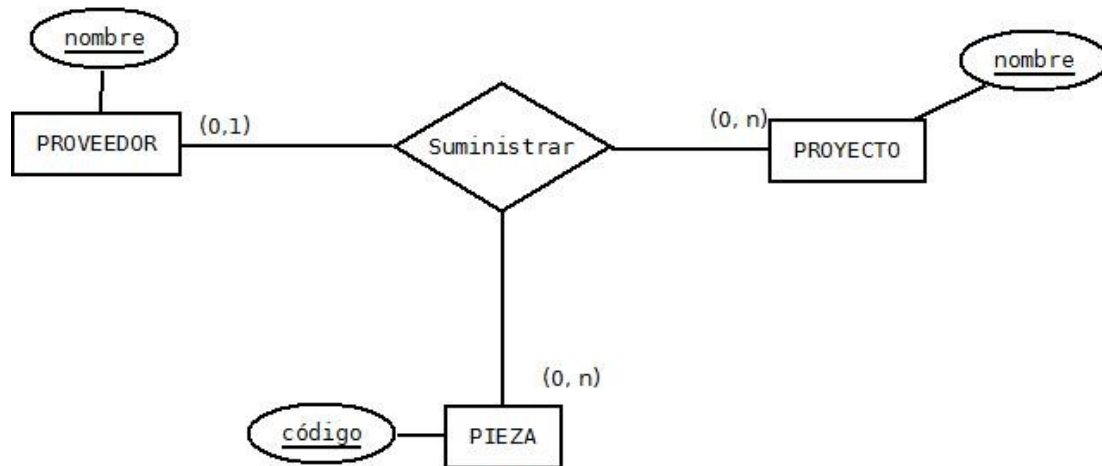 nombre
nombre
PROVEEDOR
(0,1)
Suministrar
(0, n)
PROYECTO
(0, n)
código
PIEZA